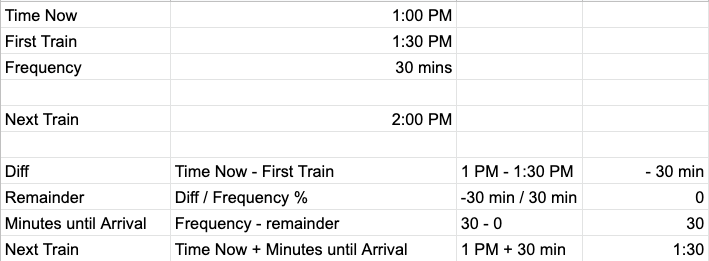 Time Now 1:00 PM
First Train 1:30 PM
Frequency 30 mins
Next Train 2:00 PM
Diff Time Now - First Train 1 PM - 1:30 PM - 30 min
Remainder Diff / Frequency % -30 min / 30 min 0
Minutes until Arrival Frequency - remainder 30 - 0 30
Next Train Time Now + Minutes until Arrival 1 PM + 30 min 1:30